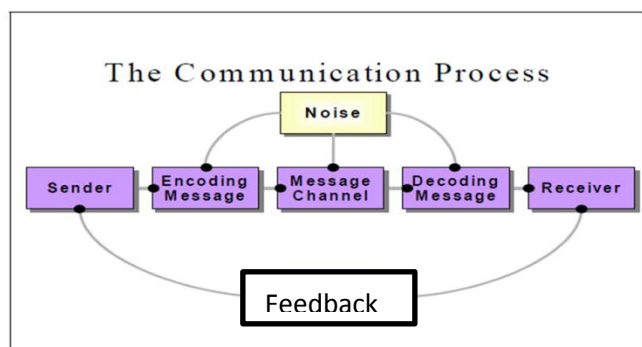 The Communication Process
Noise
Sender
Encoding
Message
Message
Channel
Decoding
Message
Receiver
Feedback